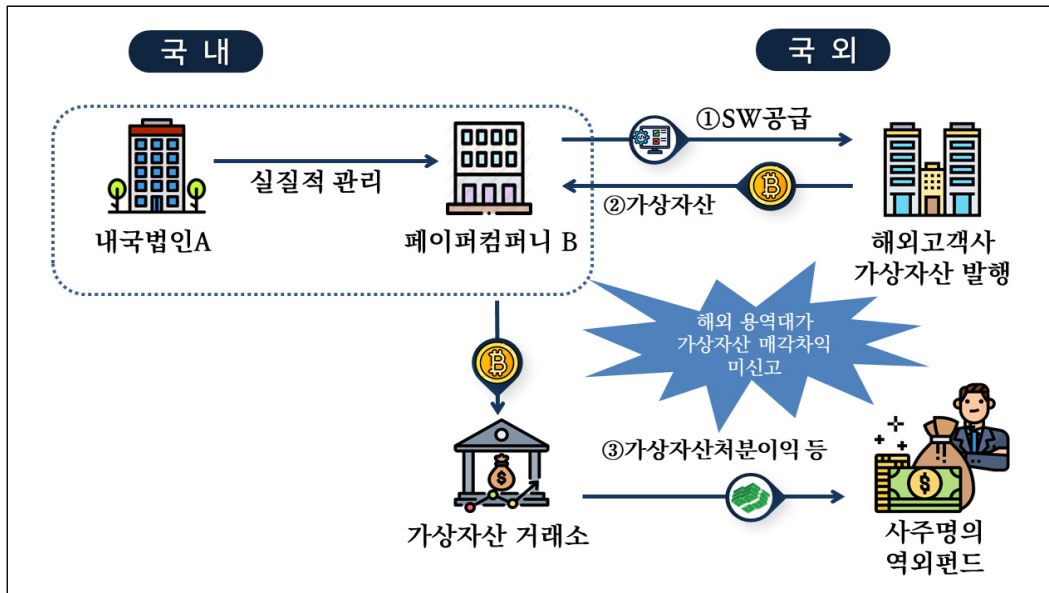 국 내
국 외
①SW공급
실질적 관리
②가상자산
내국법인A
페이퍼컴퍼니 B
해외고객사
가상자산 발행
해외 용역대가
가상자산 매각차익
미신고
③가상자산처분이익 등
가상자산 거래소
사주명의
역외펀드